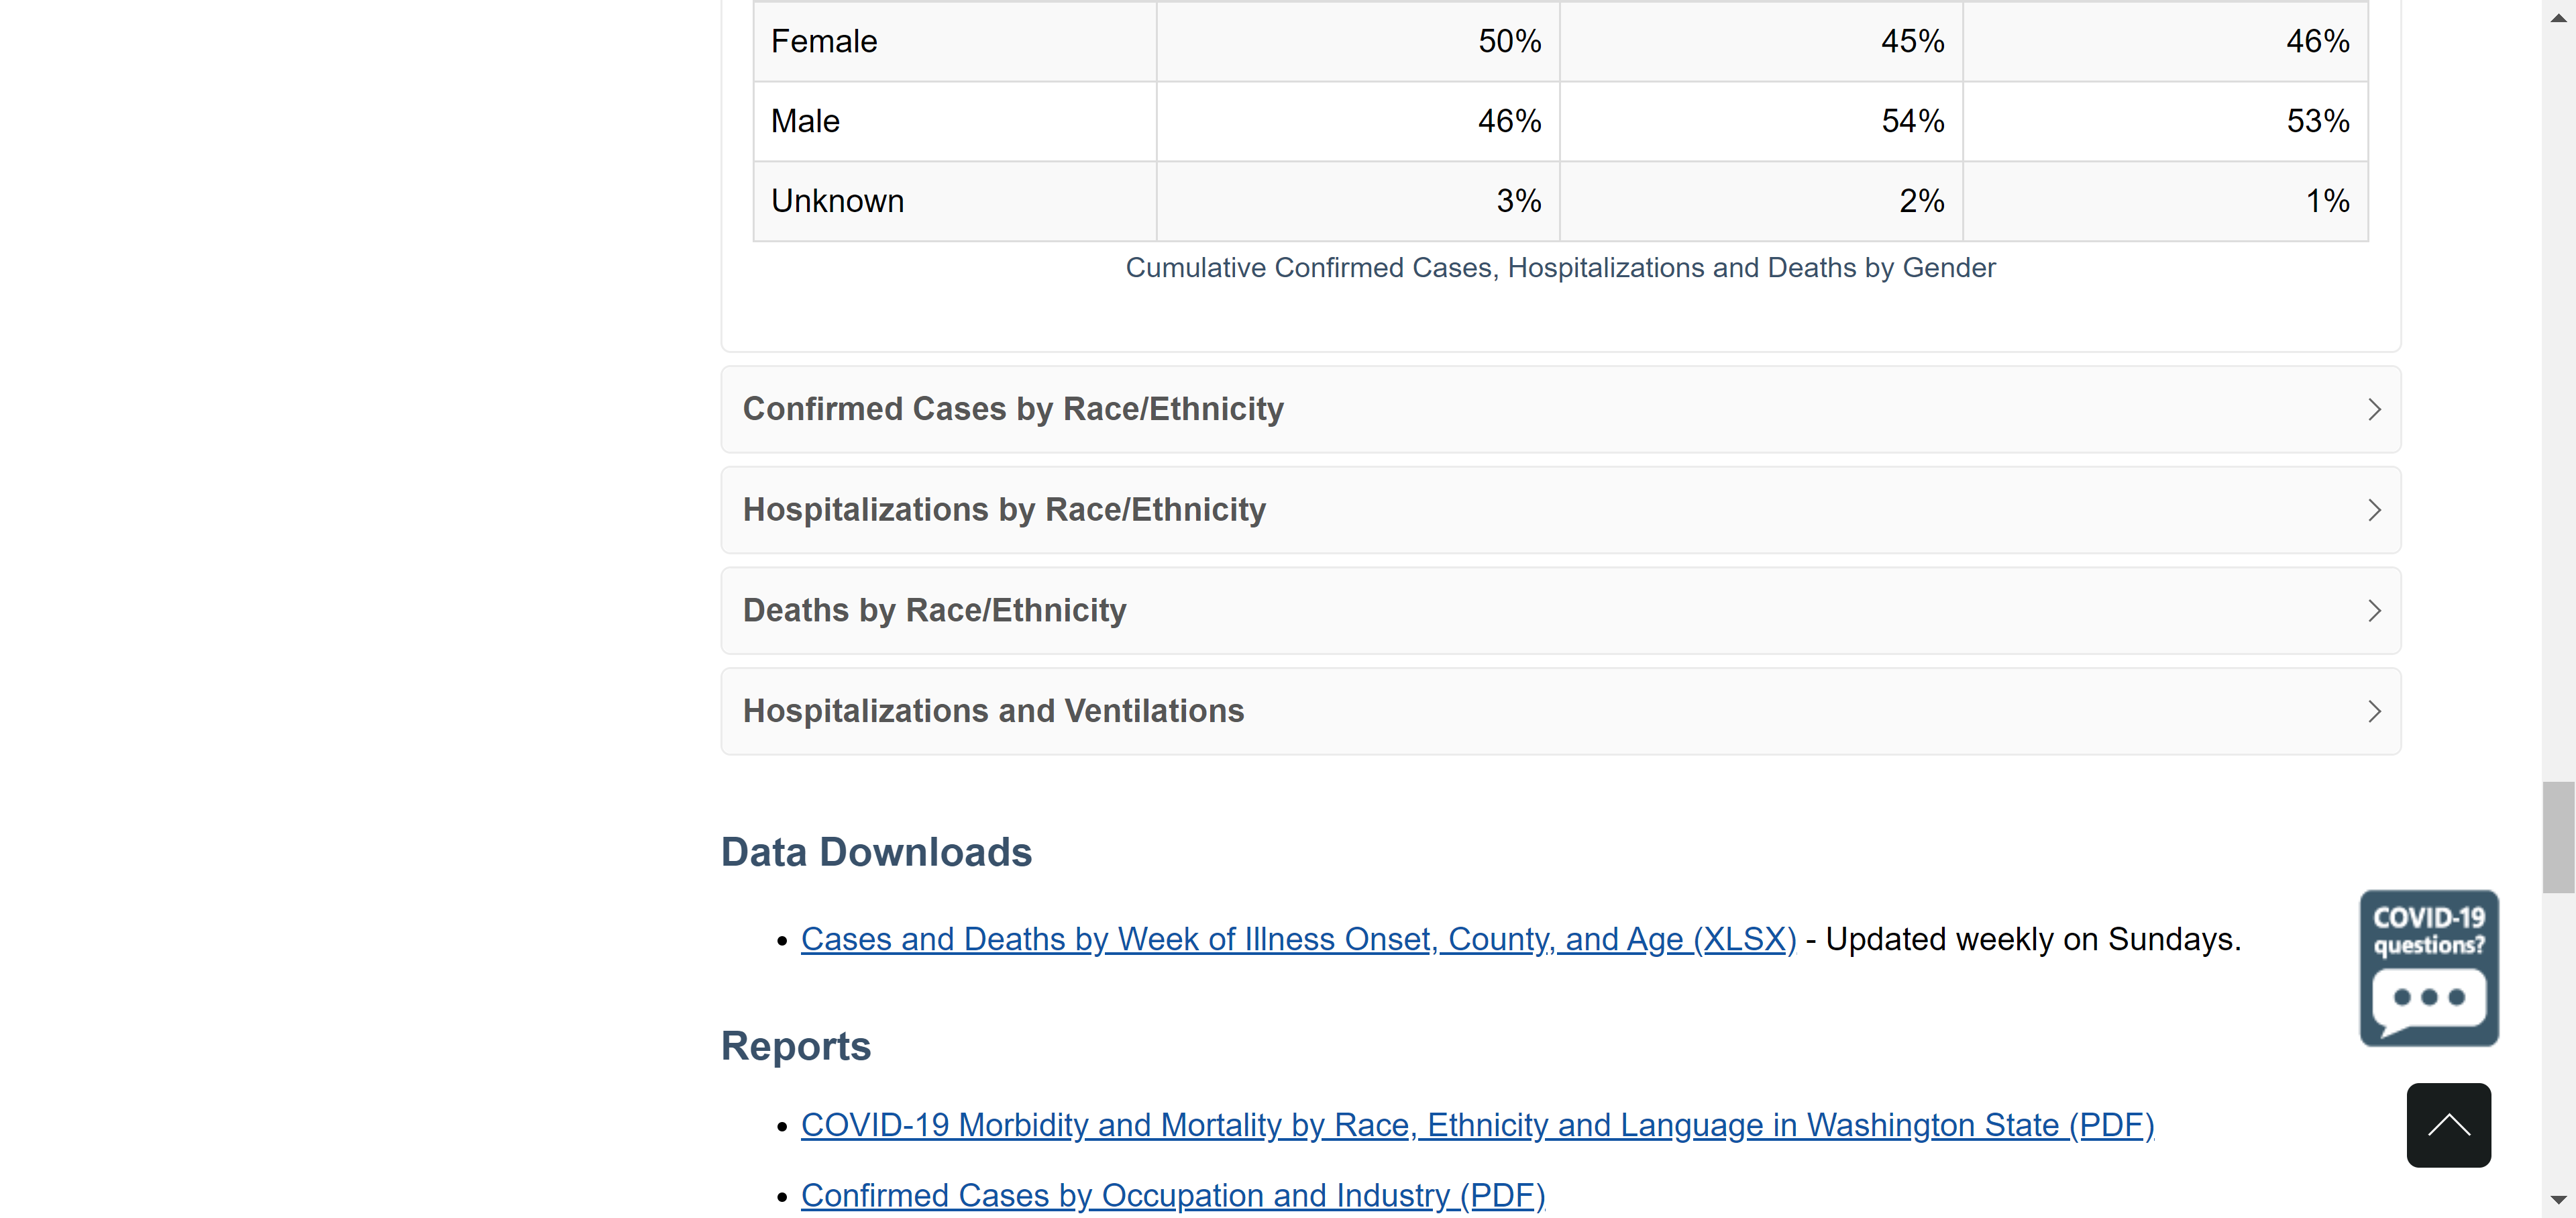 Female 50% 45% 46%
Male 46% 54% 53%
Unknown 3% 2% 1%
Cumulative Confirmed Cases, Hospitalizations and Deaths by Gender
Confirmed Cases by Race/Ethnicity
Hospitalizations by Race/Ethnicity
Deaths by Race/Ethnicity
Hospitalizations and Ventilations
Data Downloads
• Cases and Deaths by Week of Illness Onset, County, and Age (XLSX) - Updated weekly on Sundays.
COVID-19
questions?
Reports
• COVID-19 Morbidity and Mortality by Race, Ethnicity and Language in Washington State (PDF)
• Confirmed Cases by Occupation and Industry (PDF)